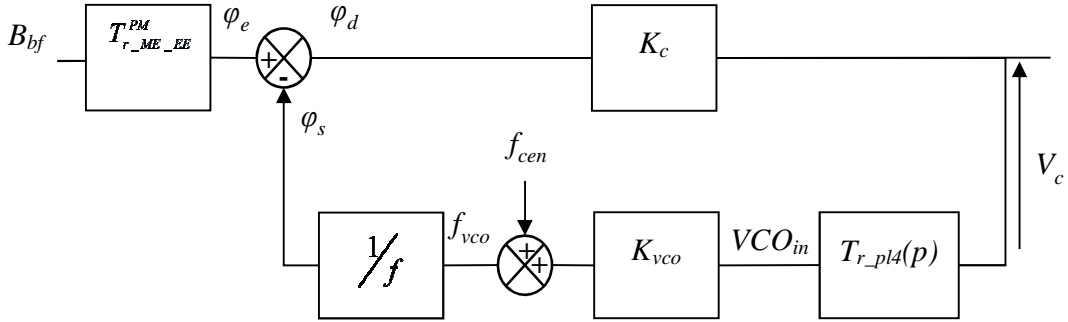 B_bf
T^PM_r_ME_EE
φ_e
+
-
φ_d
K_c
φ_s
f_cen
V_c
1/f
f_vco
+
+
K_vco
VCO_in
T_r_pl4(p)